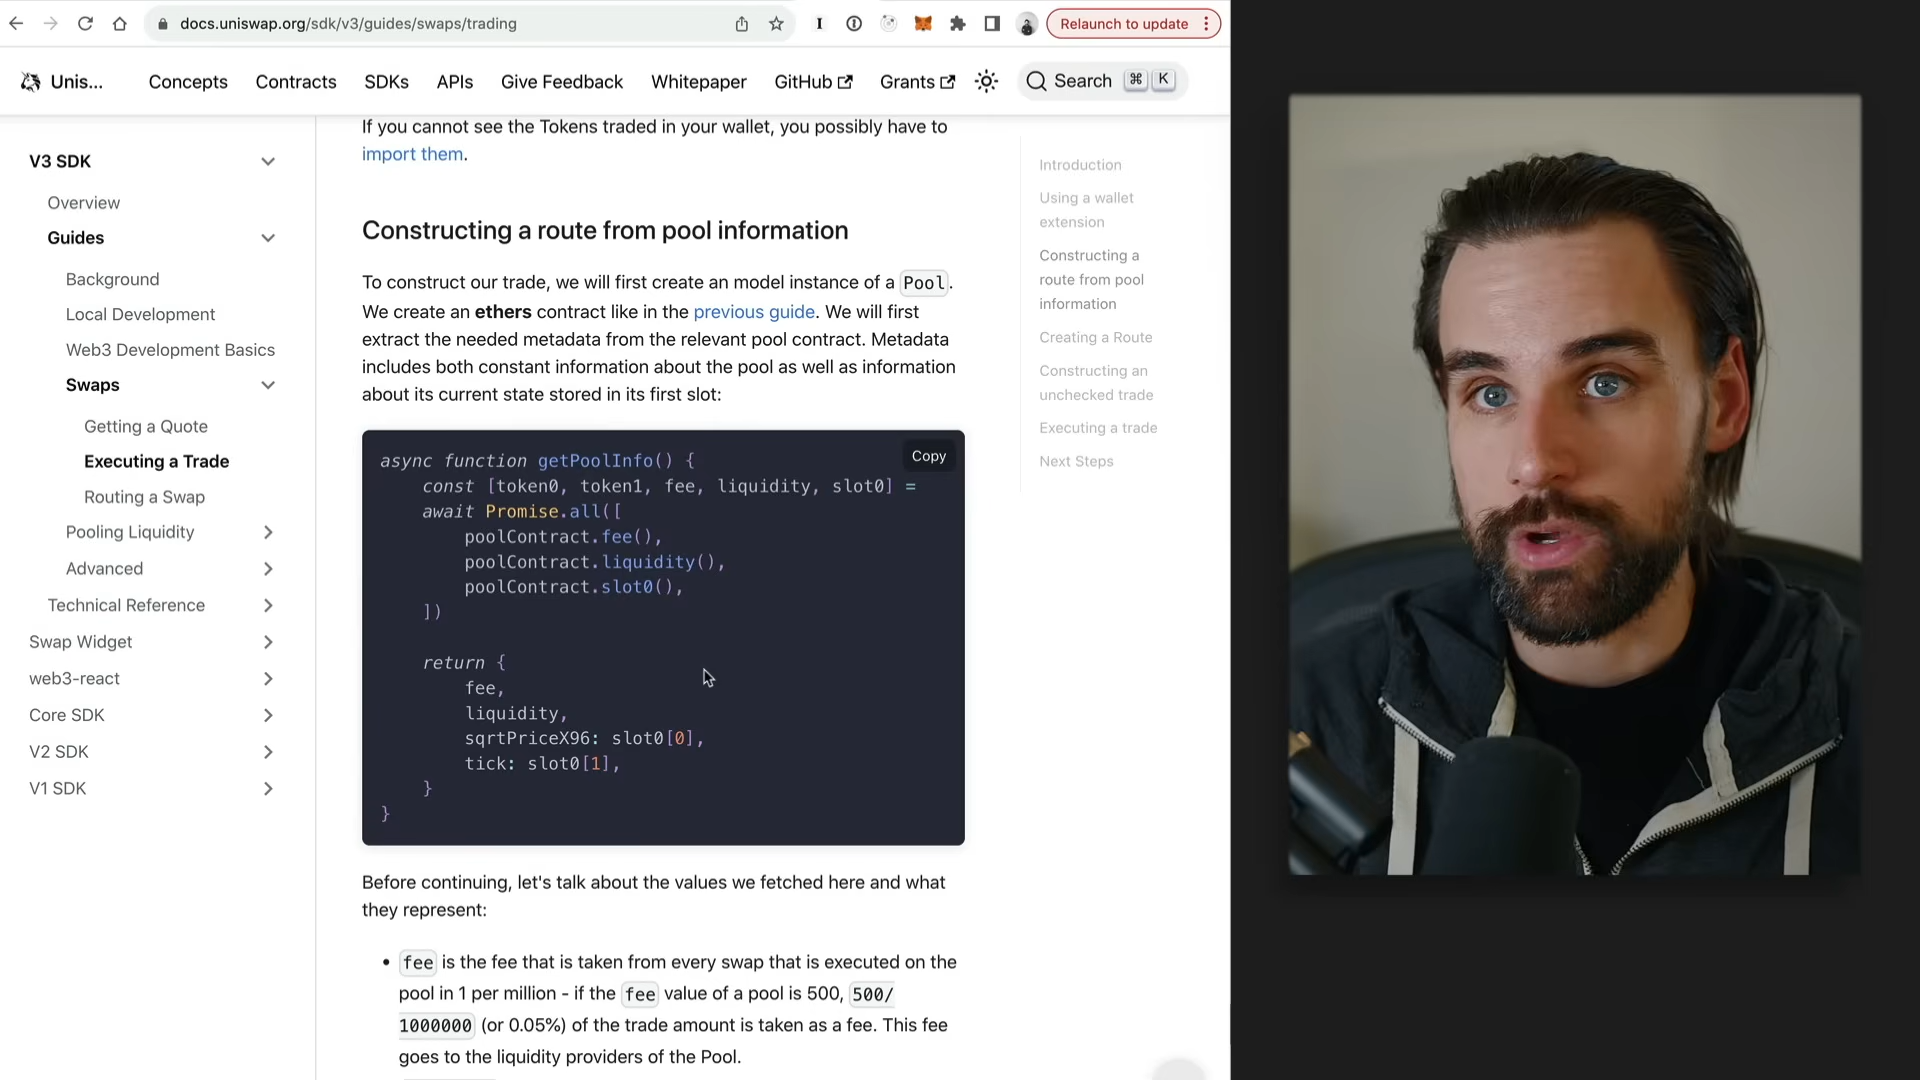 docs.uniswap.org/sdk/v3/guides/swaps/trading
Relaunch to update
Unis...
Concepts
Contracts
SDKs
APIs
Give Feedback
Whitepaper
GitHub
Grants
Search ⌘ K
V3 SDK
Overview
Guides
Background
Local Development
Web3 Development Basics
Swaps
Getting a Quote
Executing a Trade
Routing a Swap
Pooling Liquidity
Advanced
Technical Reference
Swap Widget
web3-react
Core SDK
V2 SDK
V1 SDK
If you cannot see the Tokens traded in your wallet, you possibly have to
import them.
Constructing a route from pool information
To construct our trade, we will first create an model instance of a Pool.
We create an ethers contract like in the previous guide. We will first
extract the needed metadata from the relevant pool contract. Metadata
includes both constant information about the pool as well as information
about its current state stored in its first slot:
Copy
async function getPoolInfo() {
const [token0, token1, fee, liquidity, slot0] =
await Promise.all([
poolContract.fee(),
poolContract.liquidity(),
poolContract.slot0(),
])
return {
fee,
liquidity,
sqrtPriceX96: slot0[0],
tick: slot0[1],
}
}
Before continuing, let's talk about the values we fetched here and what
they represent:
• fee is the fee that is taken from every swap that is executed on the
pool in 1 per million - if the fee value of a pool is 500, 500/
1000000 (or 0.05%) of the trade amount is taken as a fee. This fee
goes to the liquidity providers of the Pool.
Introduction
Using a wallet
extension
Constructing a
route from pool
information
Creating a Route
Constructing an
unchecked trade
Executing a trade
Next Steps